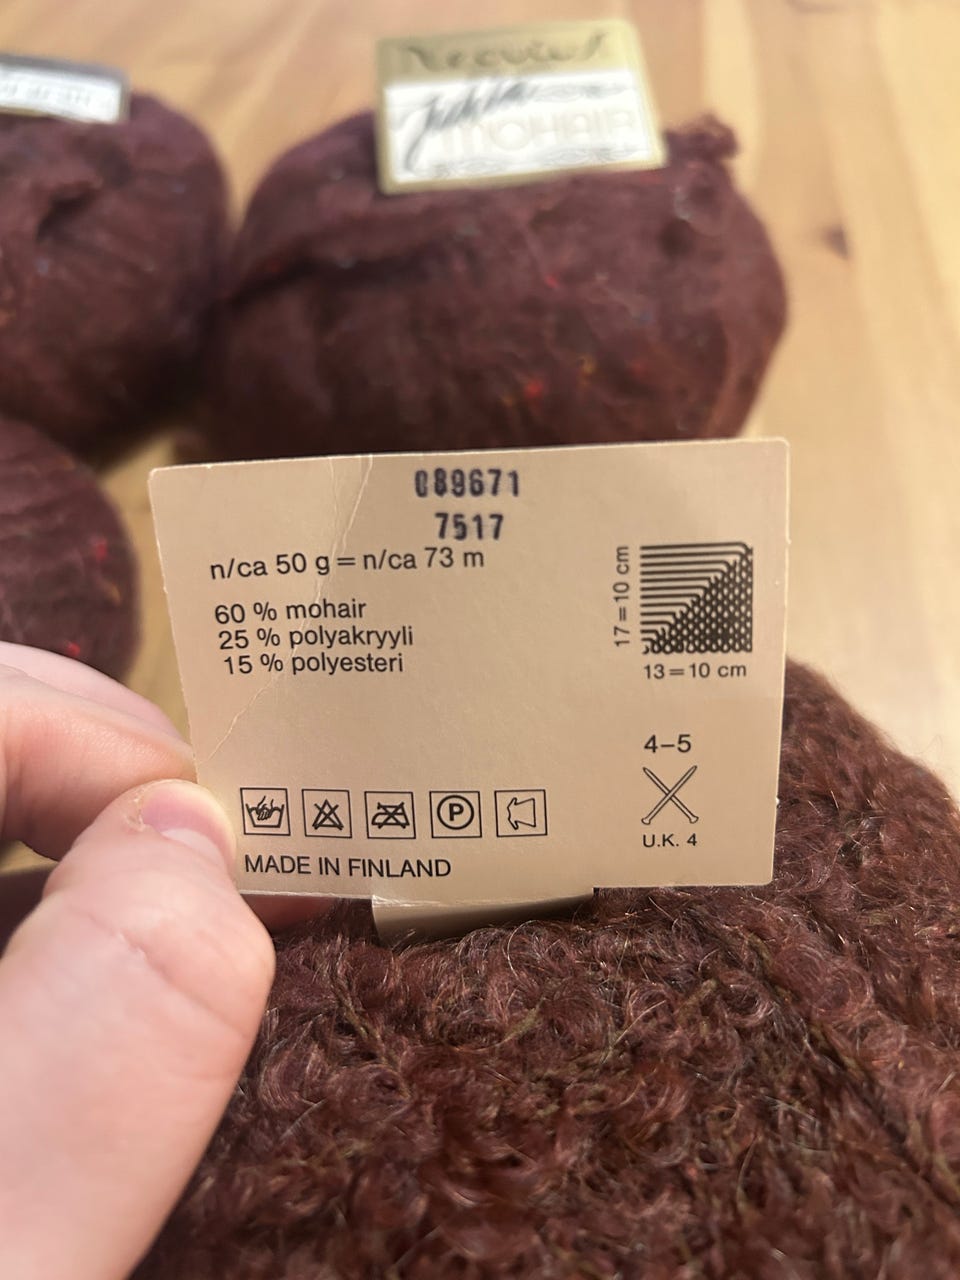 MOHAIR
089671
7517
n/ca 50 g = n/ca 73 m
60 % mohair
25 % polyakryyli
15 % polyesteri
17 = 10 cm
13 = 10 cm
4–5
U.K. 4
P
MADE IN FINLAND